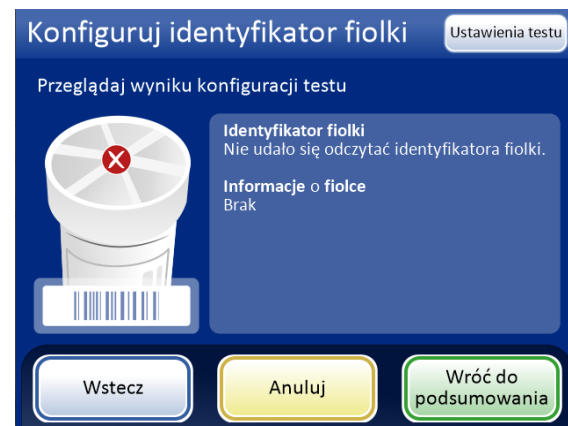 Konfiguruj identyfikator fiolki
Ustawienia testu
Przeglądaj wyniku konfiguracji testu
Identyfikator fiolki
Nie udało się odczytać identyfikatora fiolki.
Informacje o fiolce
Brak
Wstecz
Anuluj
Wróć do
podsumowania